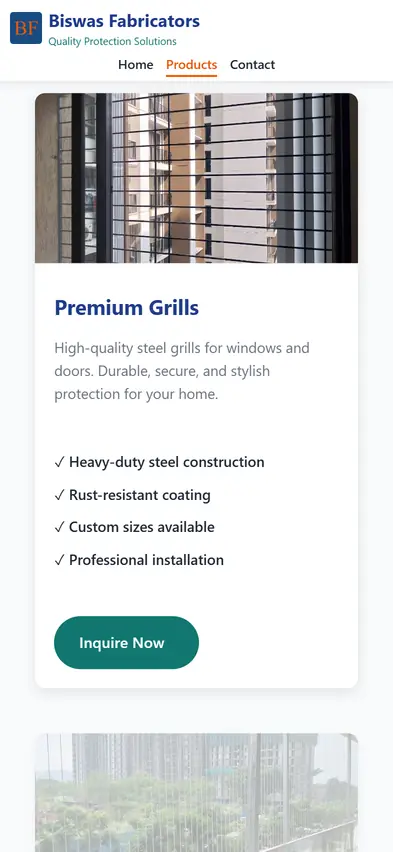 BF
Biswas Fabricators
Quality Protection Solutions
Home Products Contact
Premium Grills
High-quality steel grills for windows and
doors. Durable, secure, and stylish
protection for your home.
✓ Heavy-duty steel construction
✓ Rust-resistant coating
✓ Custom sizes available
✓ Professional installation
Inquire Now